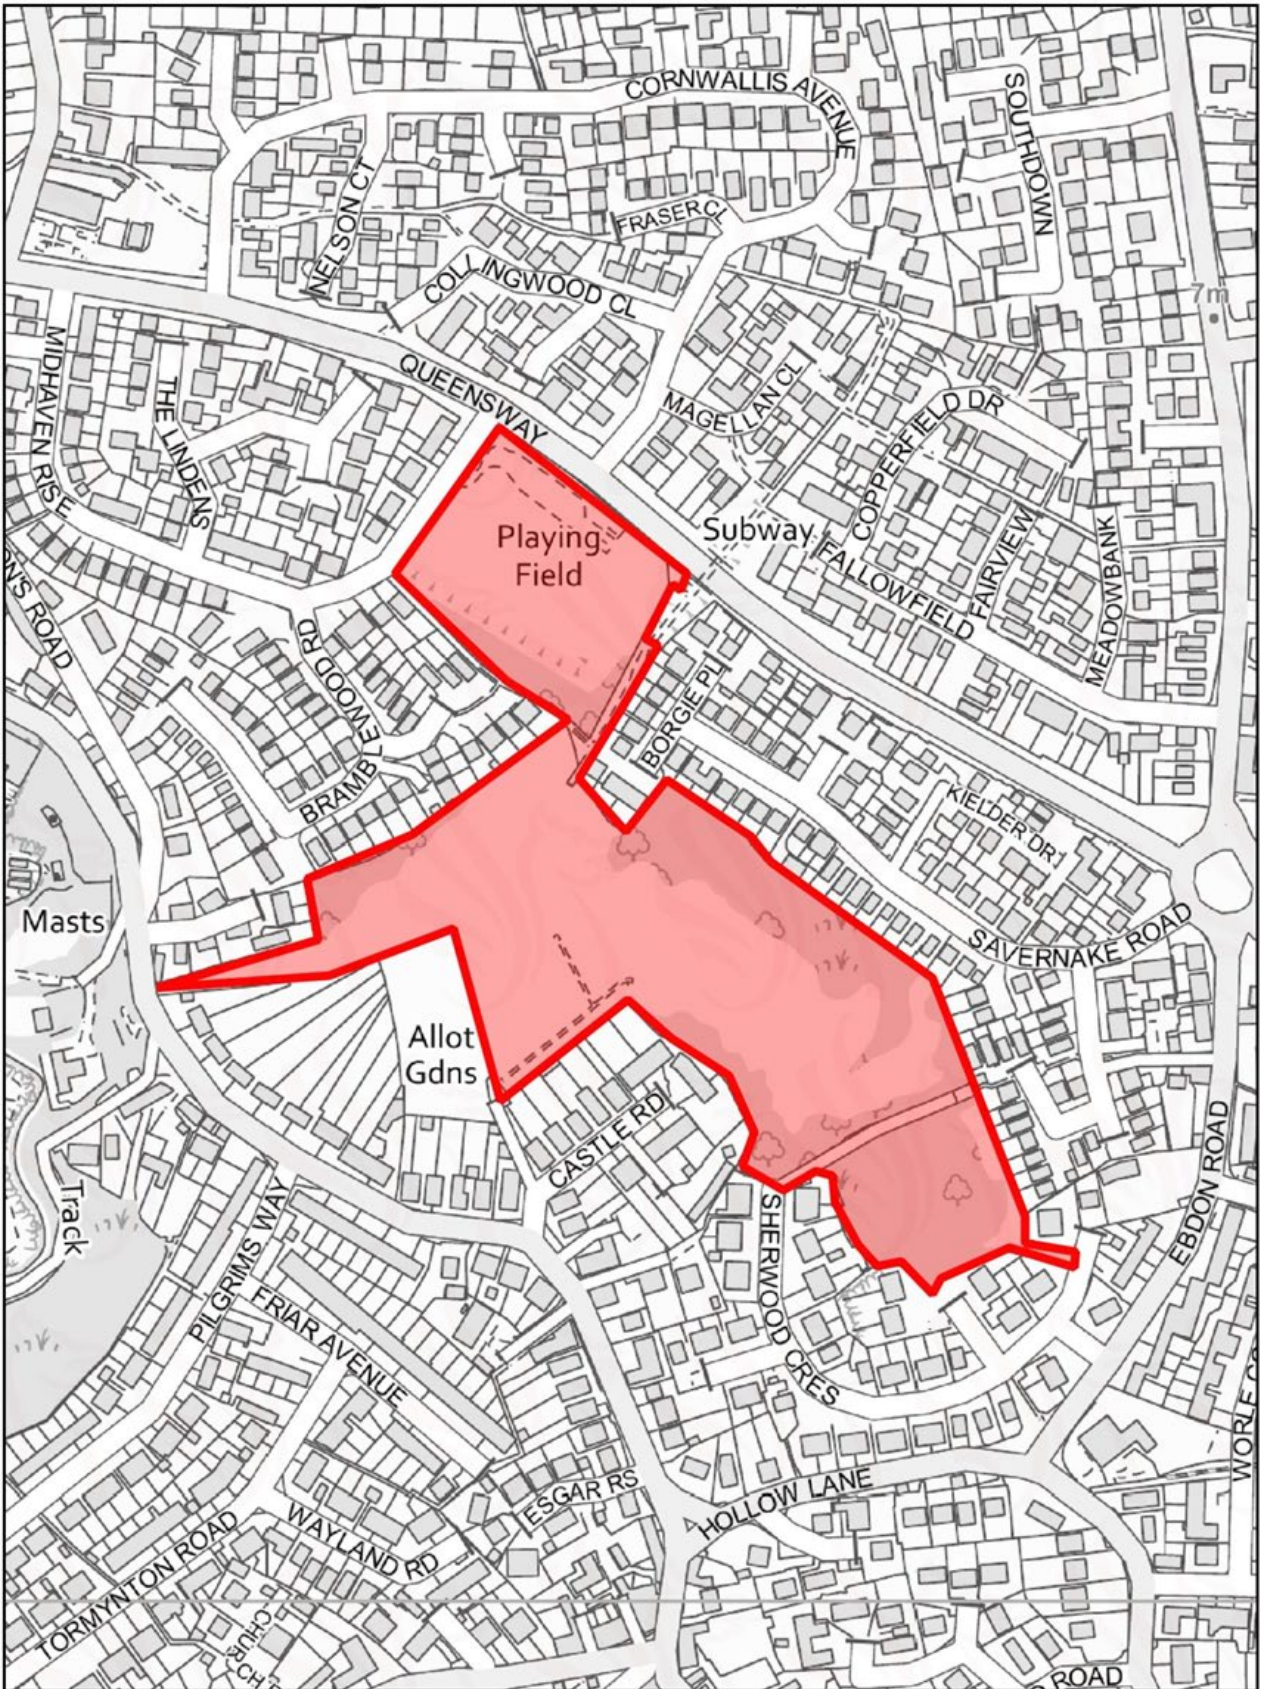 CORNWALLIS AVENUE
SOUTHDOWN
NELSON CT
FRASER CL
COLLINGWOOD CL
7m
MIDHAVEN RISE
THE LINDENS
QUEENSWAY
MAGELLAN CL
COPPERFIELD DR
Playing
Field
Subway
FALLOWFIELD
FAIRVIEW
MEADOWBANK
ON'S ROAD
BRAMBLEWOOD RD
BORGIE PL
KIELDER DR
Masts
SAVERNAKE ROAD
Allot
Gdns
CASTLE RD
Track
EBDON ROAD
PILGRIMS WAY
SHERWOOD CRES
FRIAR AVENUE
ESGAR RS
HOLLOW LANE
WAYLAND RD
TORMYNTON ROAD
ROAD